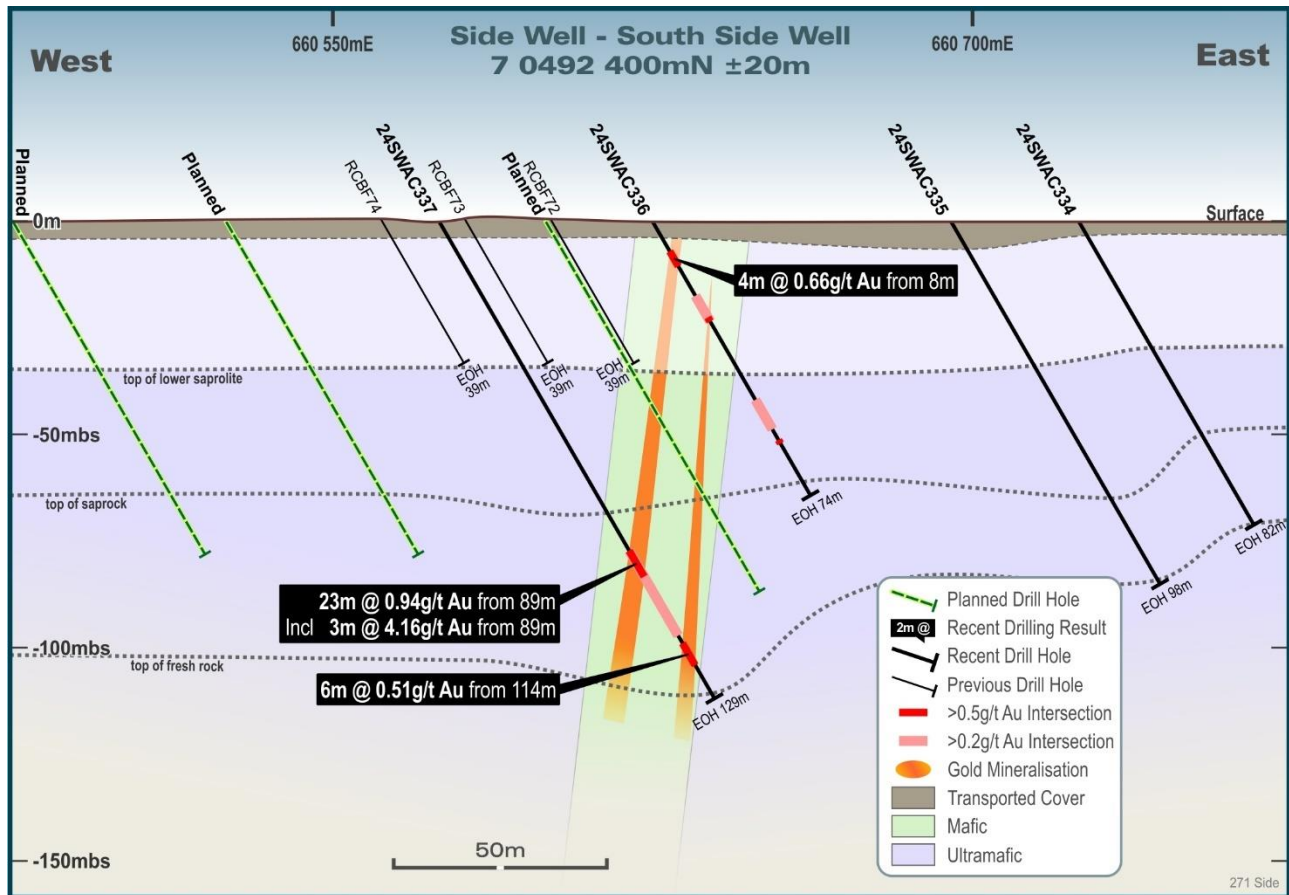 660 550mE
660 700mE
West
Side Well - South Side Well
7 0492 400mN ±20m
East
Planned
Planned
RCBF74
24SWAC337
RCBF73
Planned
RCBF72
24SWAC336
24SWAC335
24SWAC334
0m
Surface
4m @ 0.66g/t Au from 8m
EOH
39m
EOH
39m
EOH
39m
top of lower saprolite
-50mbs
top of saprock
EOH 74m
EOH 82m
EOH 98m
23m @ 0.94g/t Au from 89m
Incl 3m @ 4.16g/t Au from 89m
-100mbs
top of fresh rock
6m @ 0.51g/t Au from 114m
EOH 129m
Planned Drill Hole
2m @ Recent Drilling Result
Recent Drill Hole
Previous Drill Hole
>0.5g/t Au Intersection
>0.2g/t Au Intersection
Gold Mineralisation
Transported Cover
Mafic
Ultramafic
50m
-150mbs
271 Side